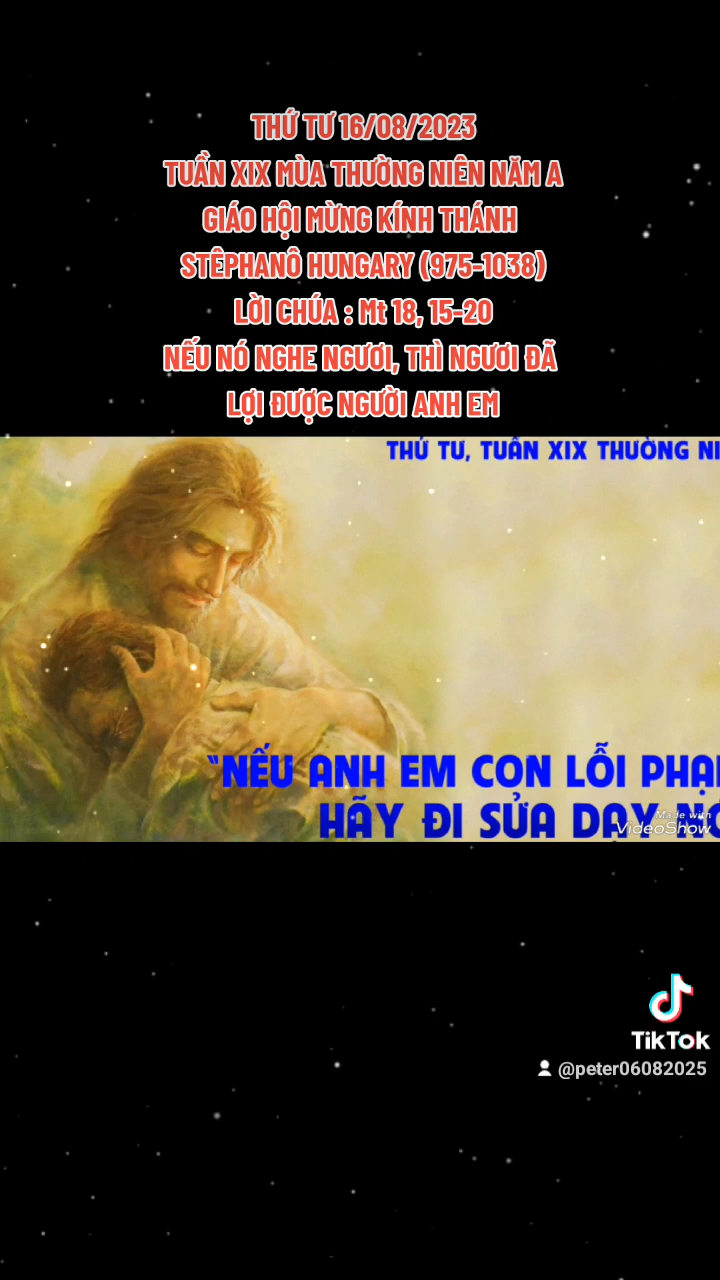 THỨ TƯ 16/08/2023
TUẦN XIX MÙA THƯỜNG NIÊN NĂM A
GIÁO HỘI MỪNG KÍNH THÁNH
STÊPHANÔ HUNGARY (975-1038)
LỜI CHÚA : Mt 18, 15-20
NẾU NÓ NGHE NGƯƠI, THÌ NGƯƠI ĐÃ
LỢI ĐƯỢC NGƯỜI ANH EM
THỨ TƯ, TUẦN XIX THƯỜNG NI
“NẾU ANH EM CON LỖI PHẠ
HÃY ĐI SỬA DẠY
Made with
VideoShow
TikTok
@peter06082025